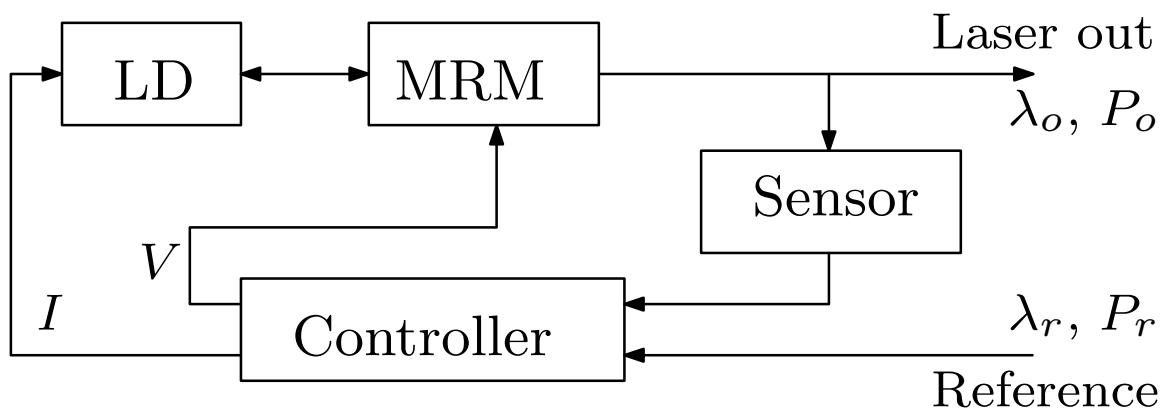 Laser out
LD
MRM
λₒ, Pₒ
Sensor
V
I
Controller
λᵣ, Pᵣ
Reference